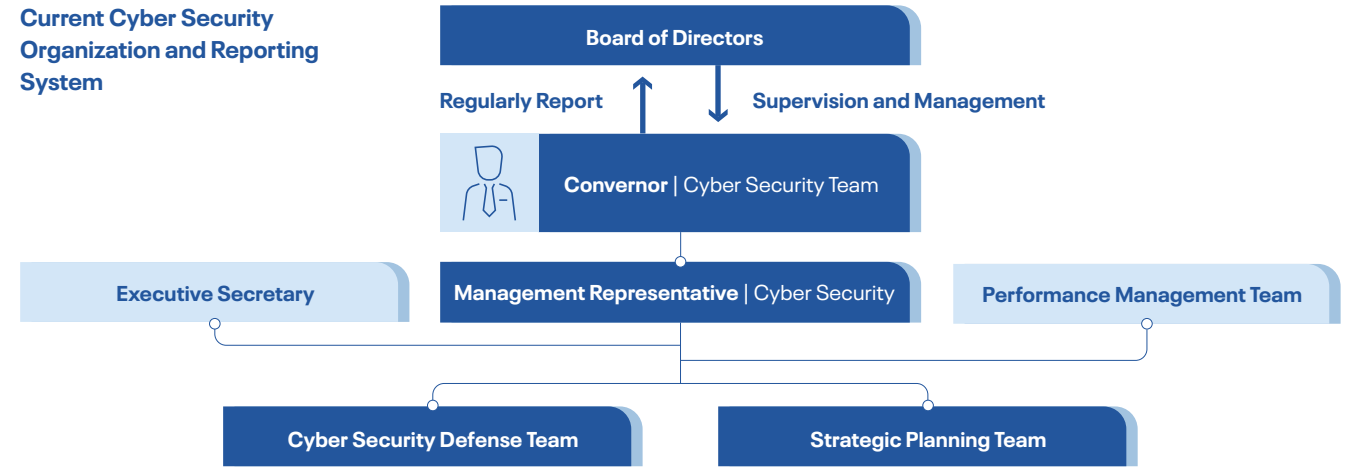 Current Cyber Security
Organization and Reporting
System
Board of Directors
Regularly Report
Supervision and Management
Convernor | Cyber Security Team
Executive Secretary
Management Representative | Cyber Security
Performance Management Team
Cyber Security Defense Team
Strategic Planning Team